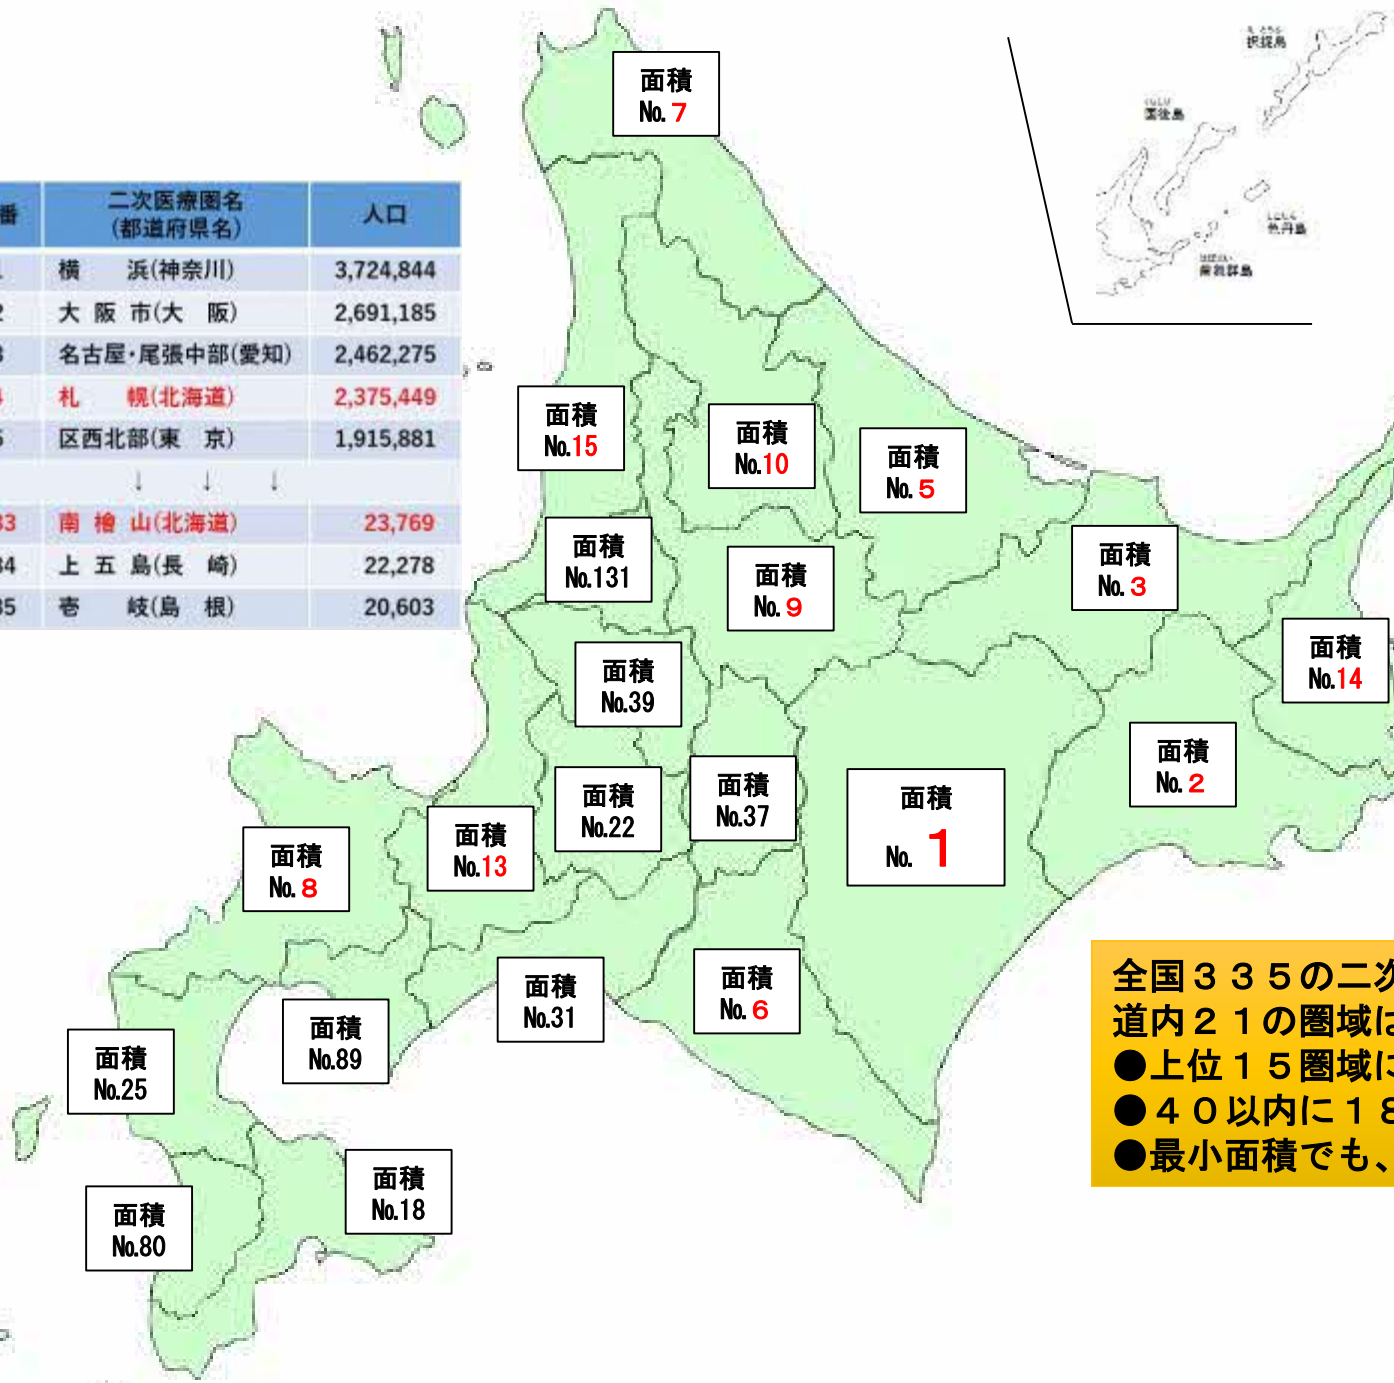 面積
No. 7
択捉島
国後島
色丹島
歯舞群島
番
二次医療圏名
(都道府県名)
人口
横　浜(神奈川) 3,724,844
2 大 阪 市(大　阪) 2,691,185
3 名古屋・尾張中部(愛知) 2,462,275
札　幌(北海道) 2,375,449
5 区西北部(東　京) 1,915,881
↓ ↓ ↓
33 南 檜 山(北海道) 23,769
34 上 五 島(長　崎) 22,278
35 壱　岐(島　根) 20,603
面積
No.15
面積
No.10
面積
No. 5
面積
No.131
面積
No. 9
面積
No. 3
面積
No.39
面積
No.14
面積
No.22
面積
No.37
面積
No. 1
面積
No. 2
面積
No. 8
面積
No.13
面積
No.31
面積
No. 6
面積
No.89
面積
No.25
面積
No.18
面積
No.80
全国３３５の二次
道内２１の圏域は
●上位１５圏域に
●４０以内に１８
●最小面積でも、